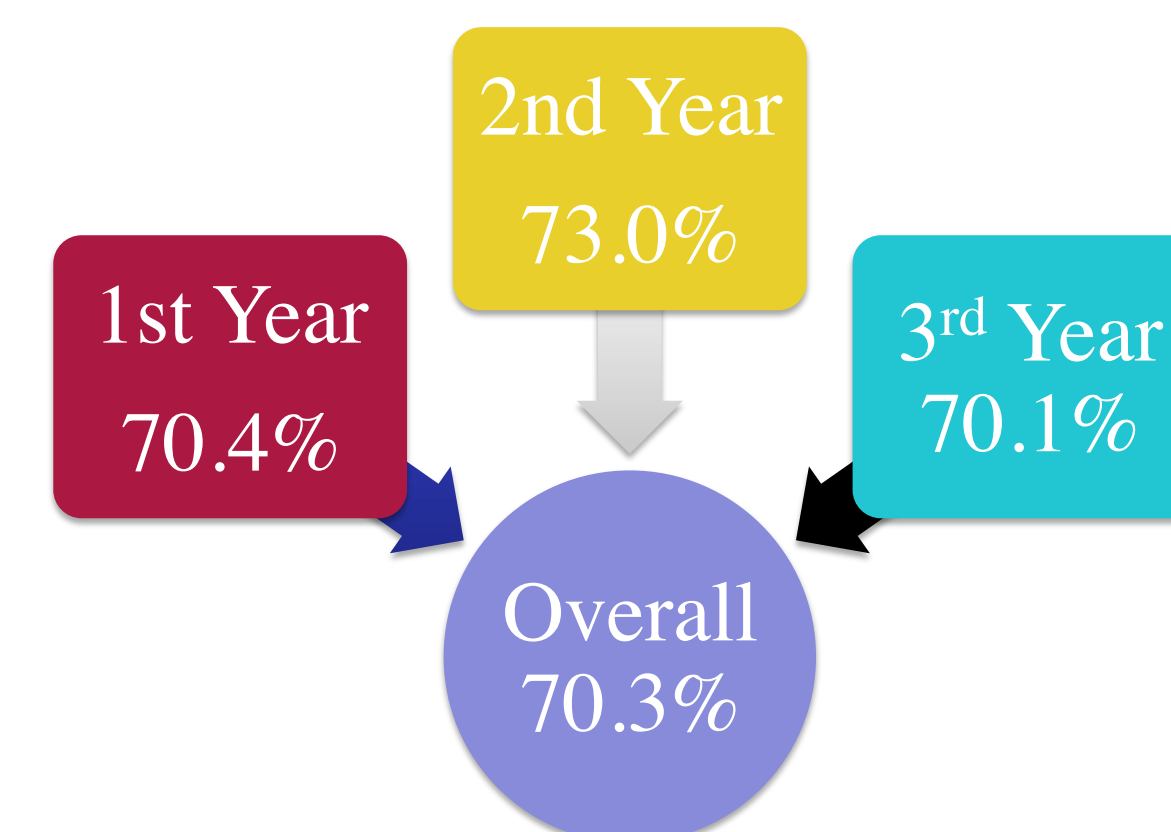 2nd Year
73.0%
1st Year
70.4%
3rd Year
70.1%
Overall
70.3%